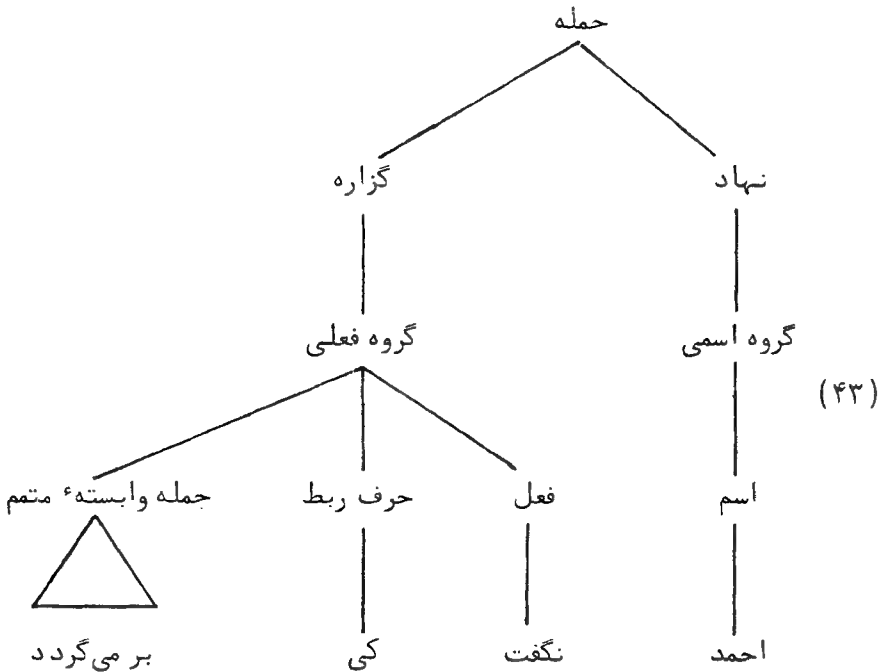 جمله
نهاد گزاره
گروه اسمی گروه فعلی
(۴۳)
اسم فعل حرف ربط جمله وابستهٔ متمم
احمد نگفت کی بر می‌گردد